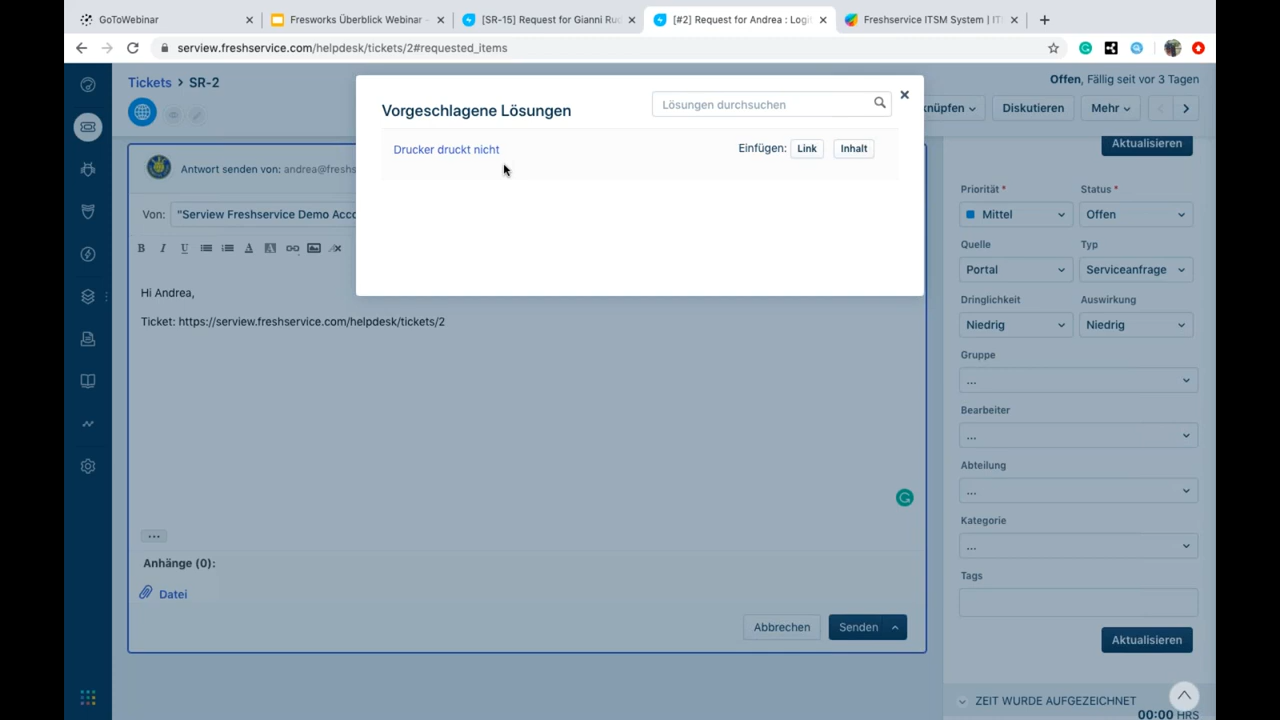 GoToWebinar
Fresworks Überblick Webinar -
[SR-15] Request for Gianni Rug
[#2] Request for Andrea : Logi
Freshservice ITSM System | IT
serview.freshservice.com/helpdesk/tickets/2#requested_items
Tickets > SR-2
Offen, Fällig seit vor 3 Tagen
knüpfen
Diskutieren
Mehr
Vorgeschlagene Lösungen
Lösungen durchsuchen
Drucker druckt nicht
Einfügen:
Link
Inhalt
Antwort senden von: andrea@freshs
Von: "Serview Freshservice Demo Acco
B I U
Hi Andrea,
Ticket: https://serview.freshservice.com/helpdesk/tickets/2
...
Anhänge (0):
Datei
Abbrechen
Senden
Aktualisieren
Priorität *
Status *
Mittel
Offen
Quelle
Typ
Portal
Serviceanfrage
Dringlichkeit
Auswirkung
Niedrig
Niedrig
Gruppe
...
Bearbeiter
...
Abteilung
...
Kategorie
...
Tags
Aktualisieren
ZEIT WURDE AUFGEZEICHNET
00:00 HRS